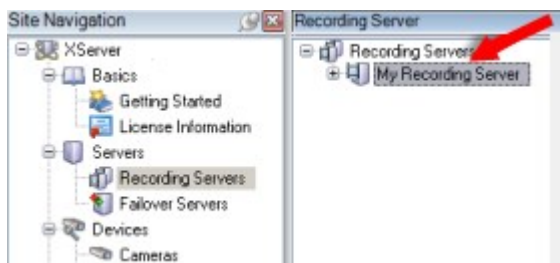 Site Navigation
XServer
Basics
Getting Started
License Information
Servers
Recording Servers
Failover Servers
Devices
Cameras
Recording Server
Recording Servers
My Recording Server